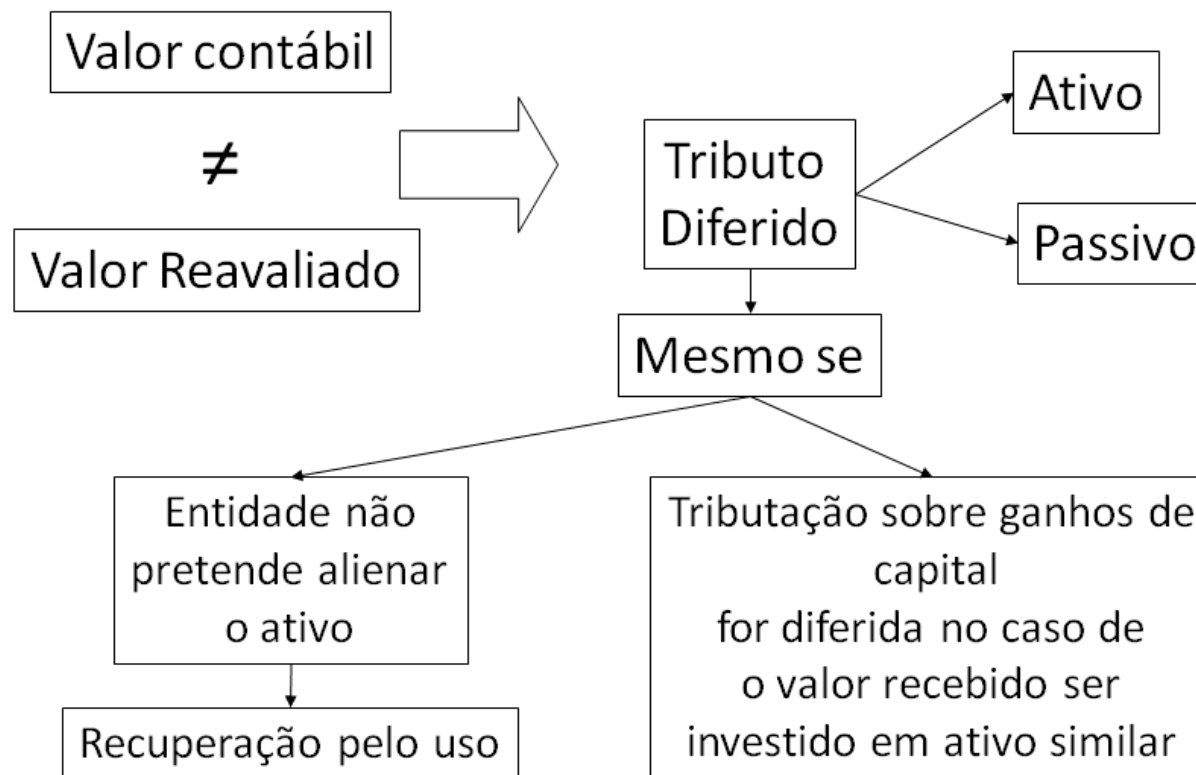 Valor contábil
≠
Valor Reavaliado
Tributo
Diferido
Ativo
Passivo
Mesmo se
Entidade não
pretende alienar
o ativo
Recuperação pelo uso
Tributação sobre ganhos de
capital
for diferida no caso de
o valor recebido ser
investido em ativo similar